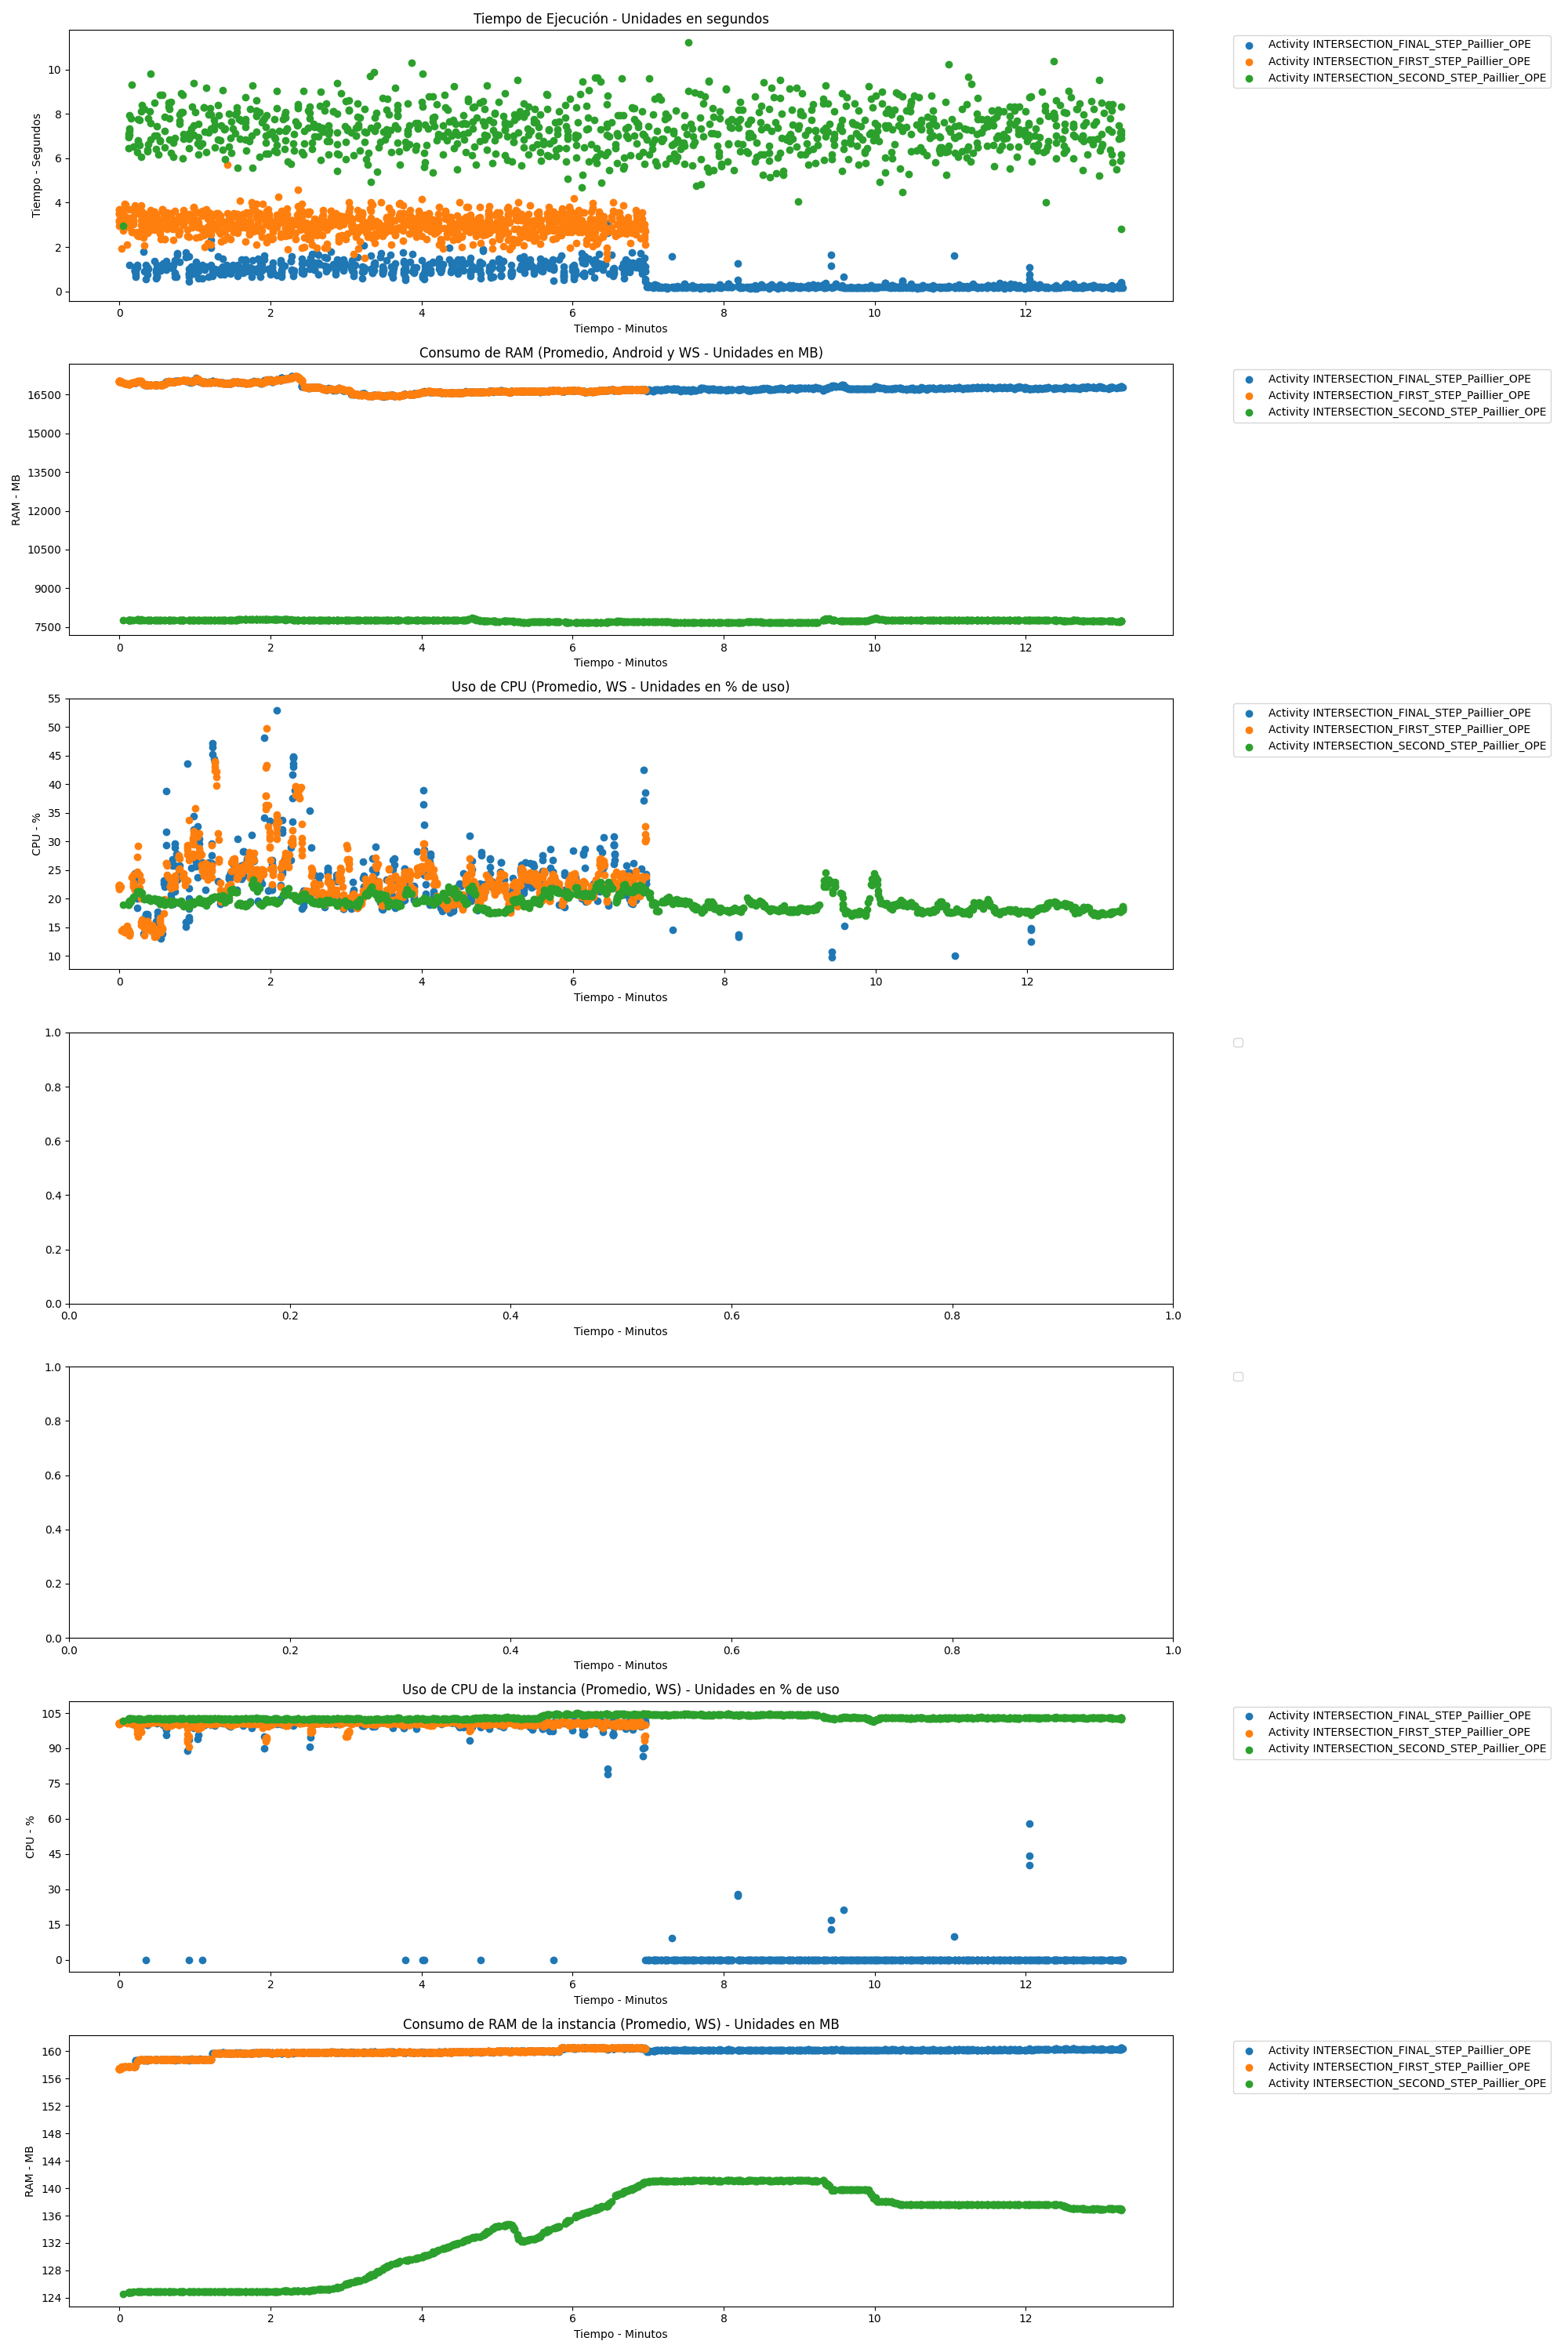 Tiempo de Ejecución - Unidades en segundos
Tiempo - Segundos
10
8
6
4
2
0
0 2 4 6 8 10 12
Tiempo - Minutos
Activity INTERSECTION_FINAL_STEP_Paillier_OPE
Activity INTERSECTION_FIRST_STEP_Paillier_OPE
Activity INTERSECTION_SECOND_STEP_Paillier_OPE
Consumo de RAM (Promedio, Android y WS - Unidades en MB)
RAM - MB
16500
15000
13500
12000
10500
9000
7500
0 2 4 6 8 10 12
Tiempo - Minutos
Activity INTERSECTION_FINAL_STEP_Paillier_OPE
Activity INTERSECTION_FIRST_STEP_Paillier_OPE
Activity INTERSECTION_SECOND_STEP_Paillier_OPE
Uso de CPU (Promedio, WS - Unidades en % de uso)
CPU - %
55
50
45
40
35
30
25
20
15
10
0 2 4 6 8 10 12
Tiempo - Minutos
Activity INTERSECTION_FINAL_STEP_Paillier_OPE
Activity INTERSECTION_FIRST_STEP_Paillier_OPE
Activity INTERSECTION_SECOND_STEP_Paillier_OPE
1.0
0.8
0.6
0.4
0.2
0.0
0.0 0.2 0.4 0.6 0.8 1.0
Tiempo - Minutos
1.0
0.8
0.6
0.4
0.2
0.0
0.0 0.2 0.4 0.6 0.8 1.0
Tiempo - Minutos
Uso de CPU de la instancia (Promedio, WS) - Unidades en % de uso
CPU - %
105
90
75
60
45
30
15
0
0 2 4 6 8 10 12
Tiempo - Minutos
Activity INTERSECTION_FINAL_STEP_Paillier_OPE
Activity INTERSECTION_FIRST_STEP_Paillier_OPE
Activity INTERSECTION_SECOND_STEP_Paillier_OPE
Consumo de RAM de la instancia (Promedio, WS) - Unidades en MB
RAM - MB
160
156
152
148
144
140
136
132
128
124
0 2 4 6 8 10 12
Tiempo - Minutos
Activity INTERSECTION_FINAL_STEP_Paillier_OPE
Activity INTERSECTION_FIRST_STEP_Paillier_OPE
Activity INTERSECTION_SECOND_STEP_Paillier_OPE